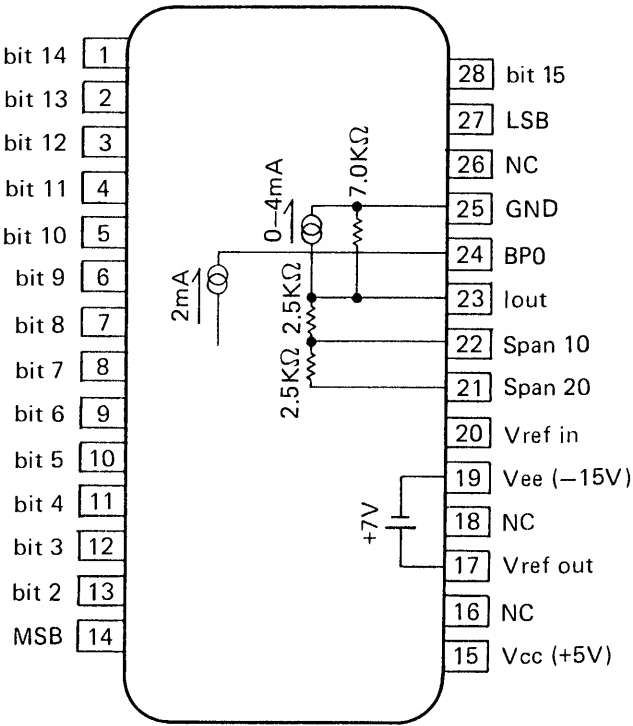 bit 14 1
bit 13 2
bit 12 3
bit 11 4
bit 10 5
bit 9 6
bit 8 7
bit 7 8
bit 6 9
bit 5 10
bit 4 11
bit 3 12
bit 2 13
MSB 14
0–4mA
7.0KΩ
2mA
2.5KΩ
2.5KΩ
+7V
28 bit 15
27 LSB
26 NC
25 GND
24 BPO
23 Iout
22 Span 10
21 Span 20
20 Vref in
19 Vee (−15V)
18 NC
17 Vref out
16 NC
15 Vcc (+5V)